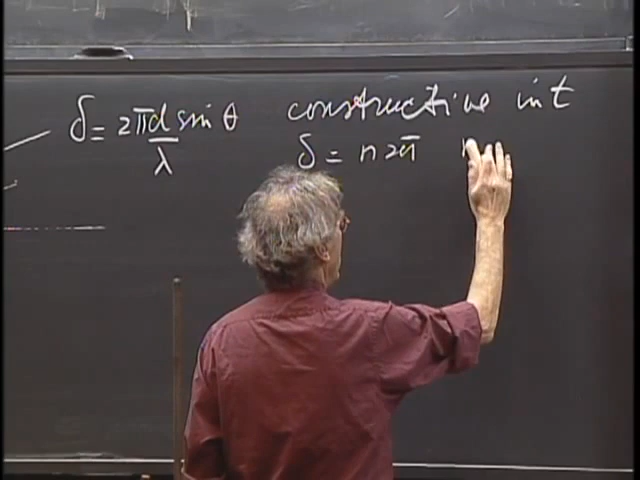 δ = 2πd sin θ / λ constructive int
δ = n 2π n